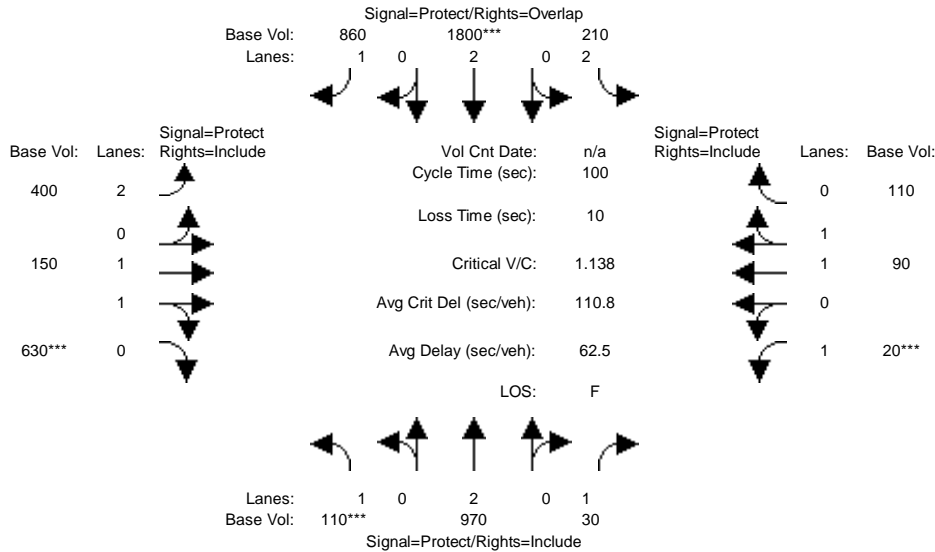 Signal=Protect/Rights=Overlap
Base Vol: 860 1800*** 210
Lanes: 1 0 2 0 2
Signal=Protect
Base Vol: Lanes: Rights=Include
400 2
0
150 1
1
630*** 0
Vol Cnt Date: n/a
Cycle Time (sec): 100
Loss Time (sec): 10
Critical V/C: 1.138
Avg Crit Del (sec/veh): 110.8
Avg Delay (sec/veh): 62.5
LOS: F
Signal=Protect
Rights=Include Lanes: Base Vol:
0 110
1
1 90
0
1 20***
Lanes: 1 0 2 0 1
Base Vol: 110*** 970 30
Signal=Protect/Rights=Include